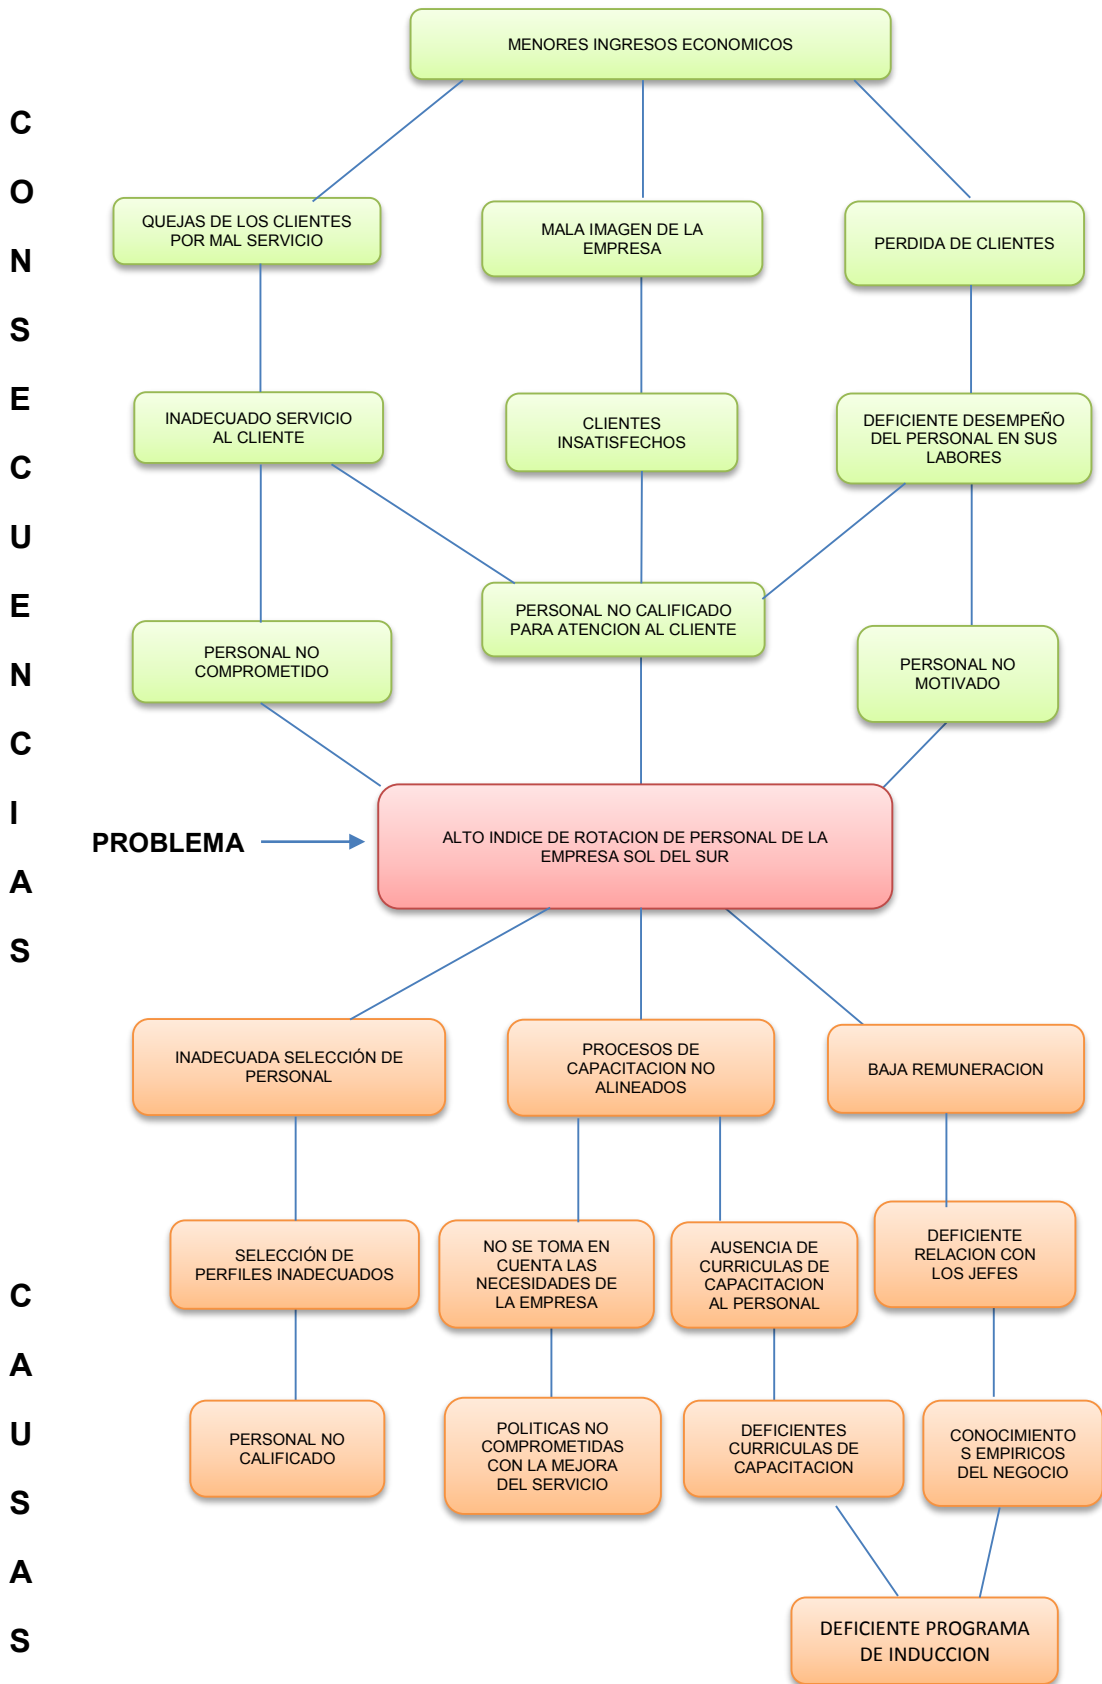 MENORES INGRESOS ECONOMICOS
C
O
N
S
E
C
U
E
N
C
I
A
S
QUEJAS DE LOS CLIENTES
POR MAL SERVICIO
MALA IMAGEN DE LA
EMPRESA
PERDIDA DE CLIENTES
INADECUADO SERVICIO
AL CLIENTE
CLIENTES
INSATISFECHOS
DEFICIENTE DESEMPEÑO
DEL PERSONAL EN SUS
LABORES
PERSONAL NO
COMPROMETIDO
PERSONAL NO CALIFICADO
PARA ATENCION AL CLIENTE
PERSONAL NO
MOTIVADO
PROBLEMA
ALTO INDICE DE ROTACION DE PERSONAL DE LA
EMPRESA SOL DEL SUR
INADECUADA SELECCIÓN DE
PERSONAL
PROCESOS DE
CAPACITACION NO
ALINEADOS
BAJA REMUNERACION
C
A
U
S
A
S
SELECCIÓN DE
PERFILES INADECUADOS
NO SE TOMA EN
CUENTA LAS
NECESIDADES DE
LA EMPRESA
AUSENCIA DE
CURRICULAS DE
CAPACITACION
AL PERSONAL
DEFICIENTE
RELACION CON
LOS JEFES
PERSONAL NO
CALIFICADO
POLITICAS NO
COMPROMETIDAS
CON LA MEJORA
DEL SERVICIO
DEFICIENTES
CURRICULAS DE
CAPACITACION
CONOCIMIENTO
S EMPIRICOS
DEL NEGOCIO
DEFICIENTE PROGRAMA
DE INDUCCION